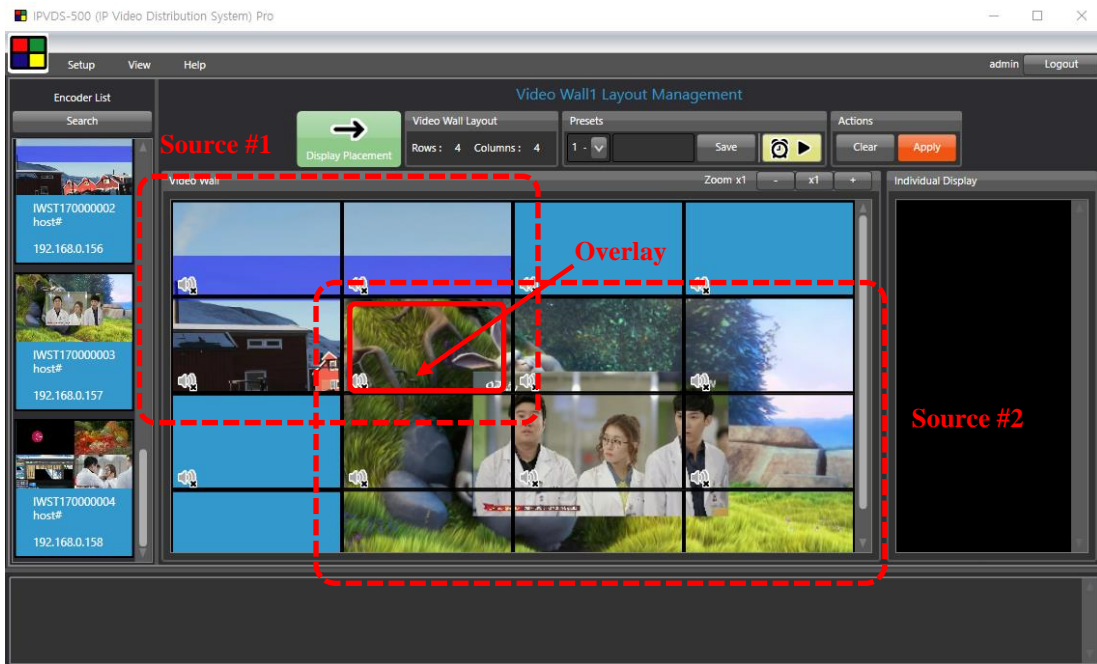 IPVDS-500 (IP Video Distribution System) Pro
Setup View Help
admin Logout
Encoder List
Search
Video Wall1 Layout Management
Source #1
Display Placement
Video Wall Layout
Rows : 4 Columns : 4
Presets
1 -
Save
Actions
Clear
Apply
IWST170000002
host#
192.168.0.156
IWST170000003
host#
192.168.0.157
IWST170000004
host#
192.168.0.158
Video Wall
Zoom x1 - x1 +
Individual Display
Overlay
Source #2